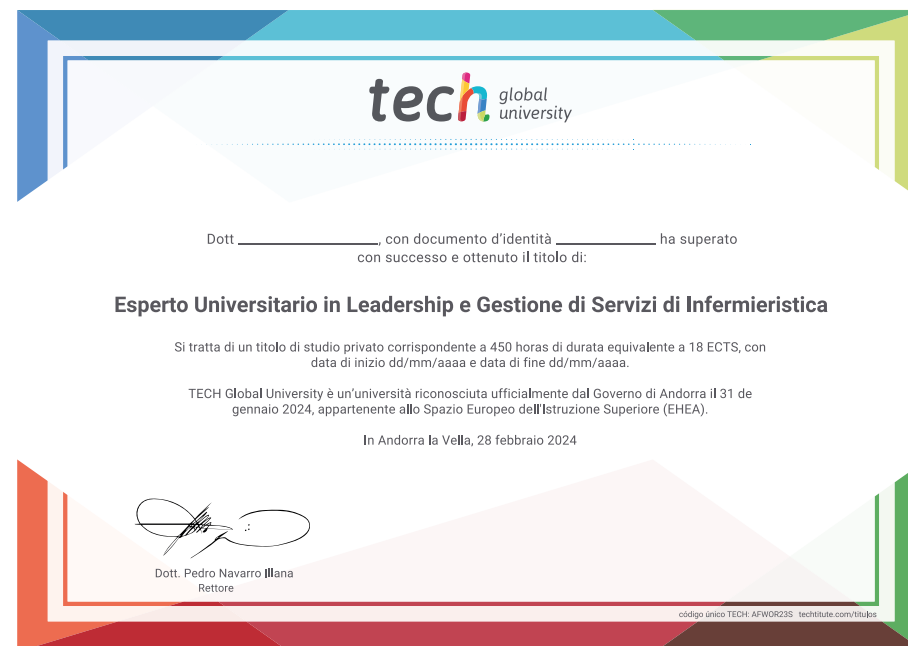 tech global university
Dott ____________________, con documento d'identità ______________ ha superato
con successo e ottenuto il titolo di:
Esperto Universitario in Leadership e Gestione di Servizi di Infermieristica
Si tratta di un titolo di studio privato corrispondente a 450 horas di durata equivalente a 18 ECTS, con
data di inizio dd/mm/aaaa e data di fine dd/mm/aaaa.
TECH Global University è un'università riconosciuta ufficialmente dal Governo di Andorra il 31 de
gennaio 2024, appartenente allo Spazio Europeo dell'Istruzione Superiore (EHEA).
In Andorra la Vella, 28 febbraio 2024
Dott. Pedro Navarro Illana
Rettore
código único TECH: AFWOR23S techtitute.com/titulos